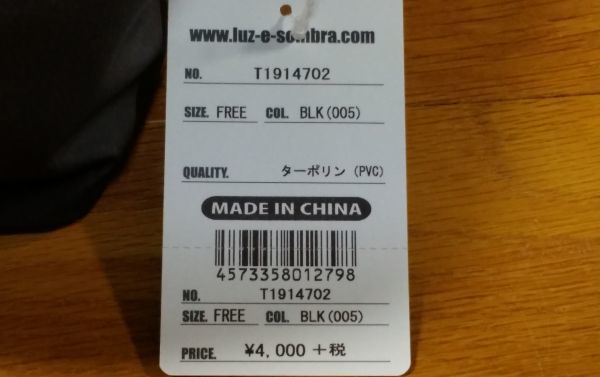 www.luz-e-sombra.com
NO. T1914702
SIZE. FREE COL. BLK(005)
QUALITY. ターポリン (PVC)
MADE IN CHINA
4573358012798
NO. T1914702
SIZE. FREE COL. BLK(005)
PRICE. ¥4,000 +税